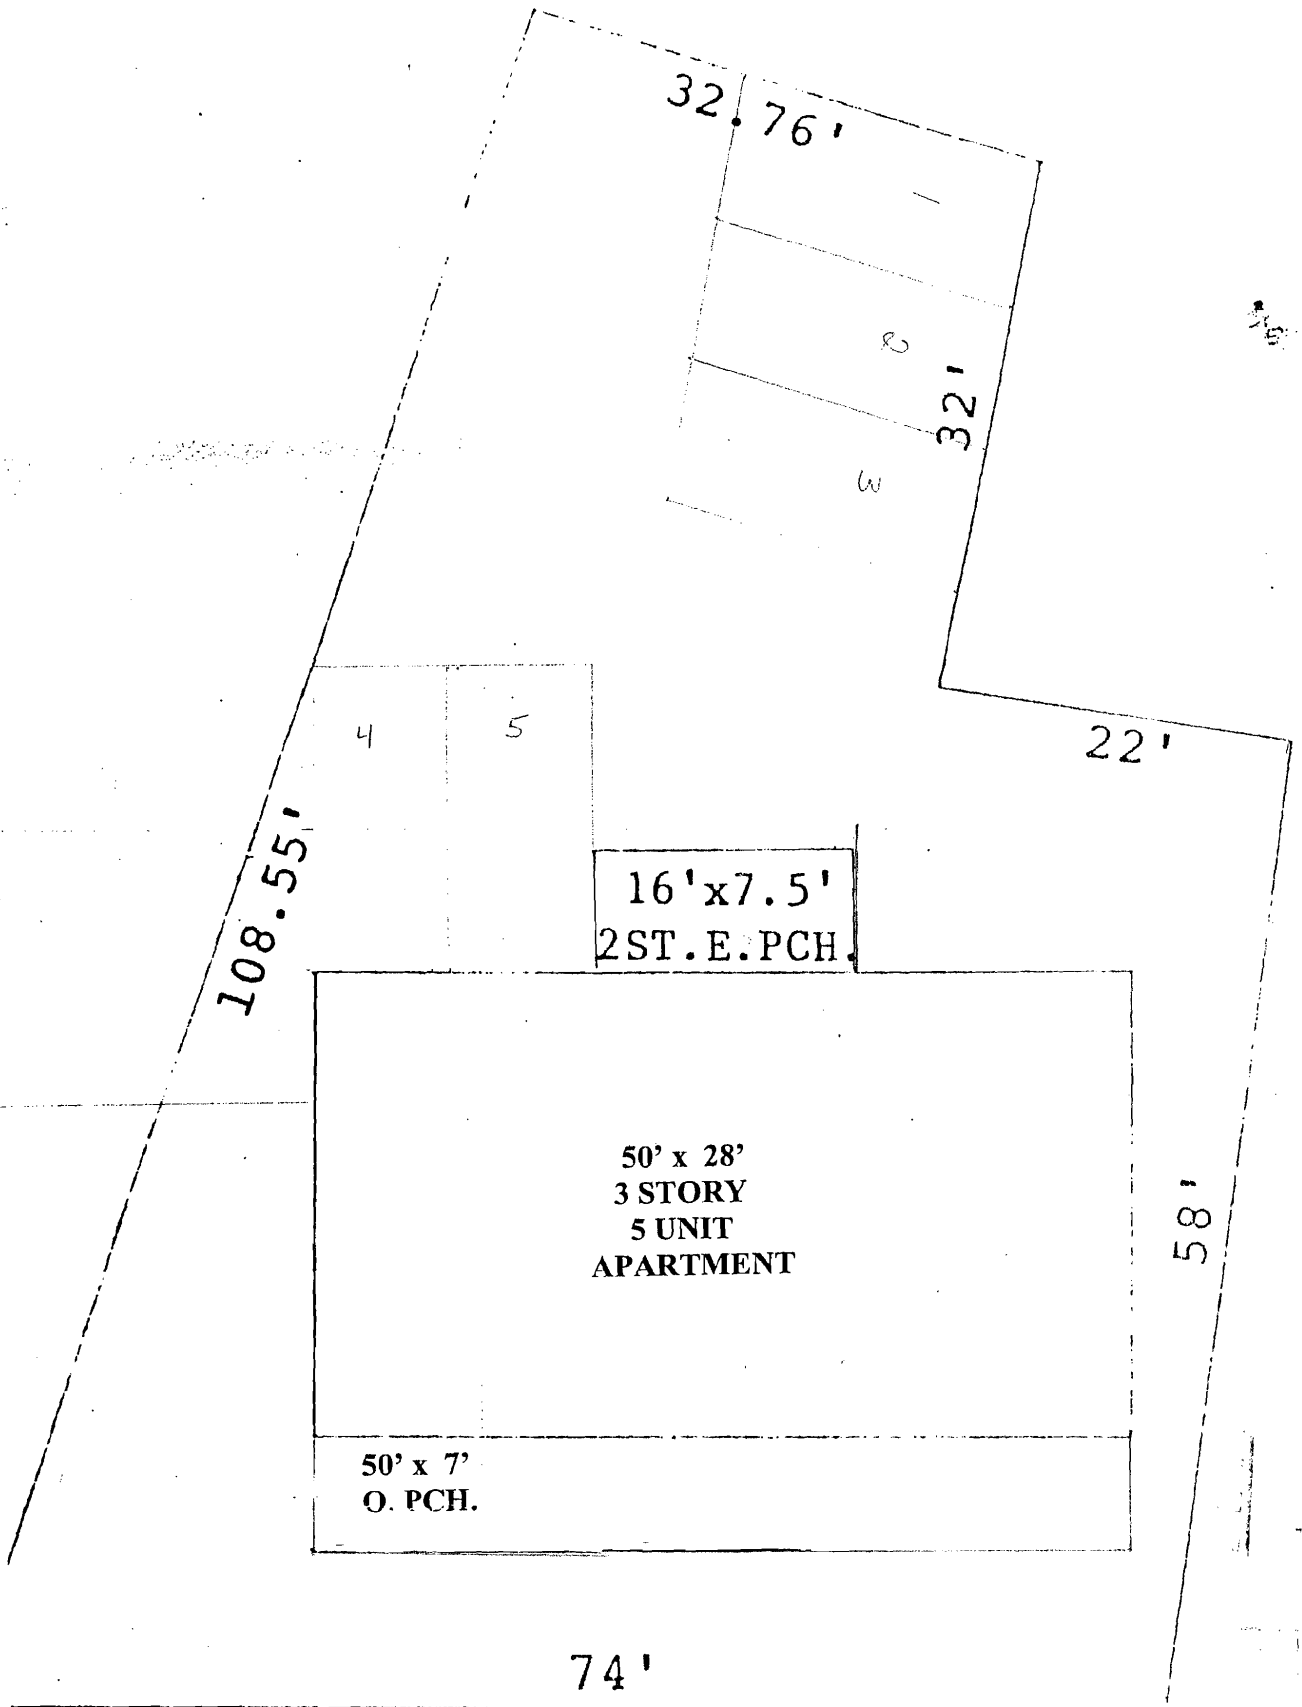 32.76'
1
2
32'
3
22'
4
5
108.55'
16'x7.5'
2ST.E.PCH.
50' x 28'
3 STORY
5 UNIT
APARTMENT
58'
50' x 7'
O. PCH.
74'